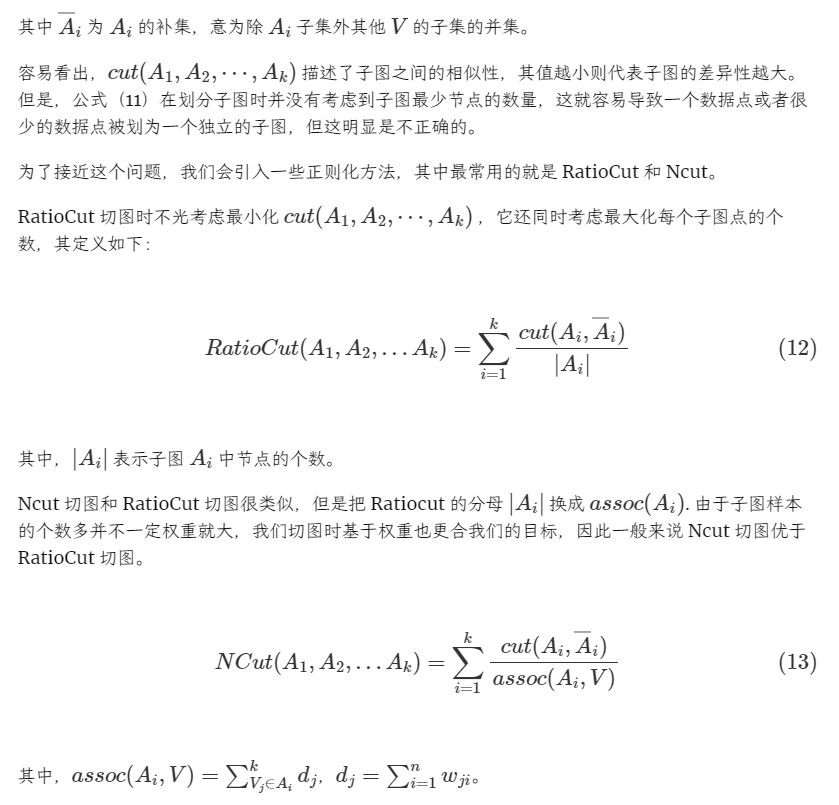 其中 $\overline{A}_i$ 为 $A_i$ 的补集，意为除 $A_i$ 子集外其他 $V$ 的子集的并集。
容易看出，$cut(A_1, A_2, \cdots, A_k)$ 描述了子图之间的相似性，其值越小则代表子图的差异性越大。
但是，公式（11）在划分子图时并没有考虑到子图最少节点的数量，这就容易导致一个数据点或者很
少的数据点被划为一个独立的子图，但这明显是不正确的。
为了接近这个问题，我们会引入一些正则化方法，其中最常用的就是 RatioCut 和 Ncut。
RatioCut 切图时不光考虑最小化 $cut(A_1, A_2, \cdots, A_k)$ ，它还同时考虑最大化每个子图点的个
数，其定义如下：
$RatioCut(A_1, A_2, \ldots A_k) = \sum_{i=1}^{k} \frac{cut(A_i, \overline{A}_i)}{|A_i|}$ (12)
其中，$|A_i|$ 表示子图 $A_i$ 中节点的个数。
Ncut 切图和 RatioCut 切图很类似，但是把 Ratiocut 的分母 $|A_i|$ 换成 $assoc(A_i)$. 由于子图样本
的个数多并不一定权重就大，我们切图时基于权重也更合我们的目标，因此一般来说 Ncut 切图优于
RatioCut 切图。
$NCut(A_1, A_2, \ldots A_k) = \sum_{i=1}^{k} \frac{cut(A_i, \overline{A}_i)}{assoc(A_i, V)}$ (13)
其中，$assoc(A_i, V) = \sum_{V_j \in A_i}^{k} d_j$，$d_j = \sum_{i=1}^{n} w_{ji}$。